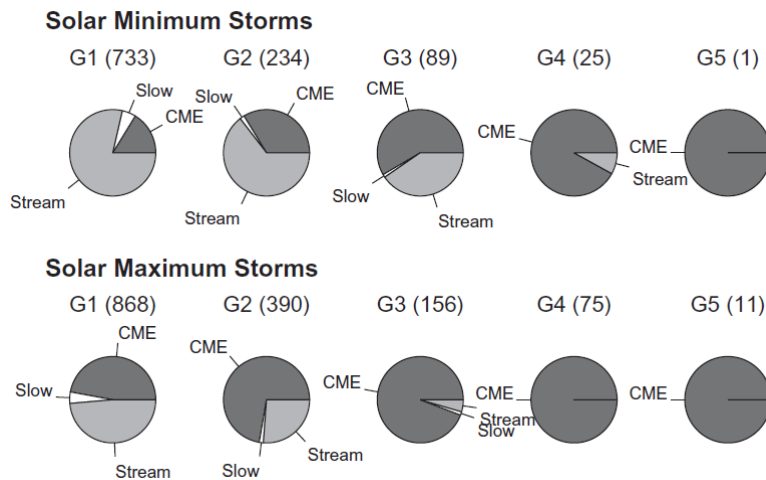 Solar Minimum Storms
G1 (733) G2 (234) G3 (89) G4 (25) G5 (1)
Slow CME Stream
Slow CME Stream
CME Slow Stream
CME Stream
CME
Solar Maximum Storms
G1 (868) G2 (390) G3 (156) G4 (75) G5 (11)
CME Slow Stream
CME Slow Stream
CME Stream Slow
CME
CME